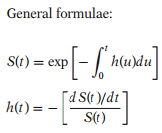 General formulae:
S(t) = exp[−∫₀ᵗ h(u)du]
h(t) = −[d S(t)/dt / S(t)]